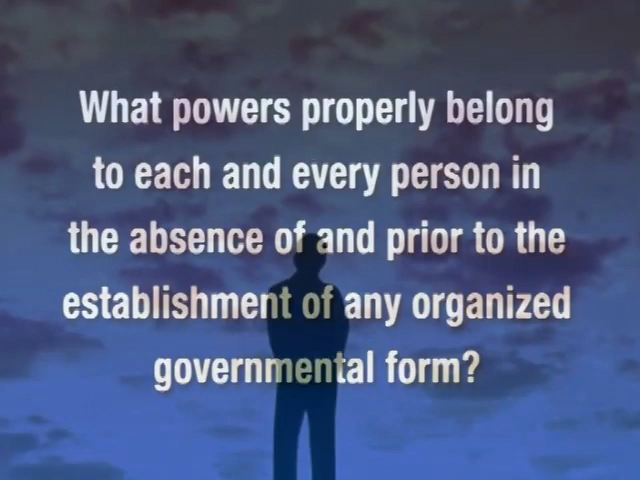 What powers properly belong
to each and every person in
the absence of and prior to the
establishment of any organized
governmental form?